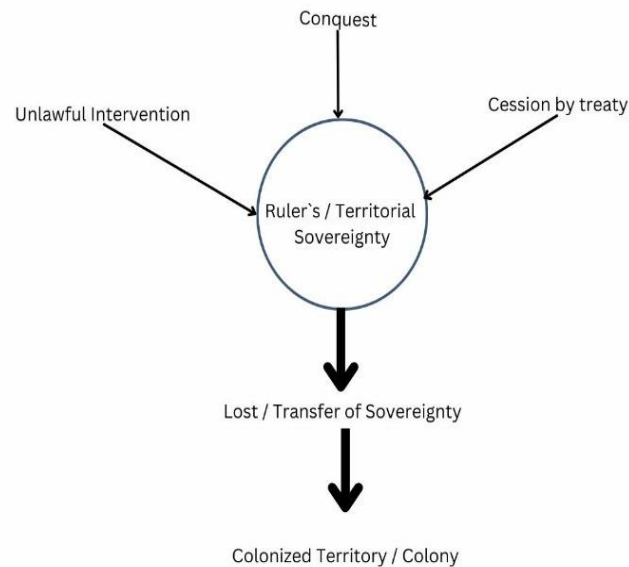 Conquest
Unlawful Intervention
Cession by treaty
Ruler`s / Territorial
Sovereignty
Lost / Transfer of Sovereignty
Colonized Territory / Colony